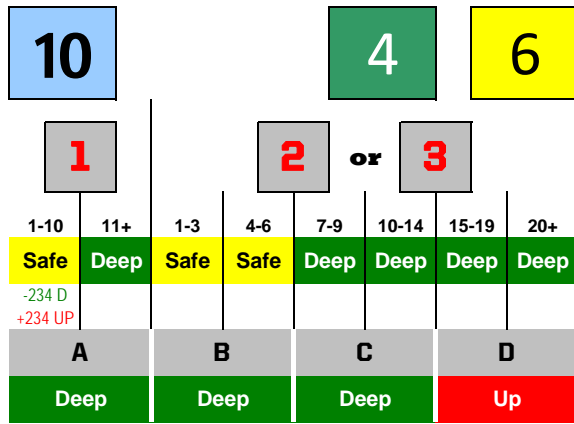 10 4 6
1 2 or 3
1-10 11+ 1-3 4-6 7-9 10-14 15-19 20+
Safe Deep Safe Safe Deep Deep Deep Deep
-234 D
+234 UP
A B C D
Deep Deep Deep Up